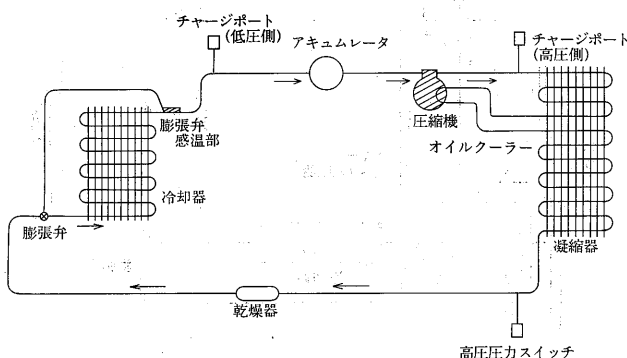 チャージポート
(低圧側)
アキュムレータ
チャージポート
(高圧側)
圧縮機
オイルクーラー
膨張弁
感温部
冷却器
膨張弁
凝縮器
乾燥器
高圧圧力スイッチ